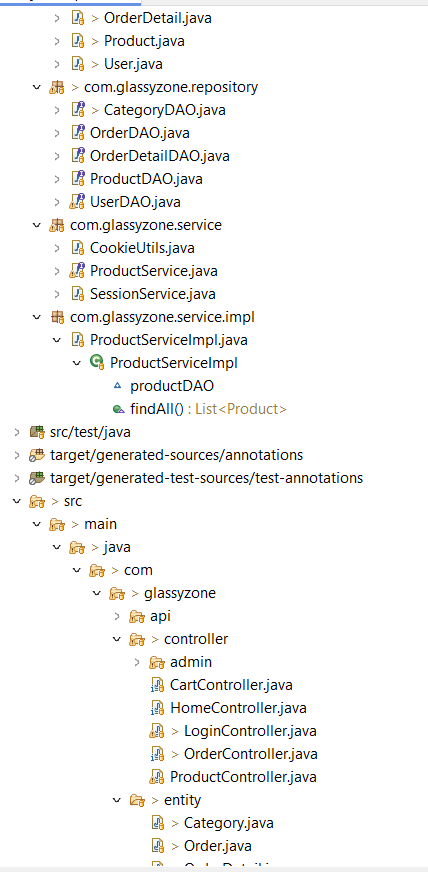 > OrderDetail.java
> Product.java
> User.java
> com.glassyzone.repository
> CategoryDAO.java
OrderDAO.java
OrderDetailDAO.java
ProductDAO.java
UserDAO.java
com.glassyzone.service
CookieUtils.java
ProductService.java
SessionService.java
com.glassyzone.service.impl
ProductServiceImpl.java
ProductServiceImpl
productDAO
findAll() : List<Product>
src/test/java
target/generated-sources/annotations
target/generated-test-sources/test-annotations
> src
> main
> java
> com
> glassyzone
api
> controller
admin
CartController.java
HomeController.java
> LoginController.java
> OrderController.java
ProductController.java
> entity
> Category.java
> Order.java